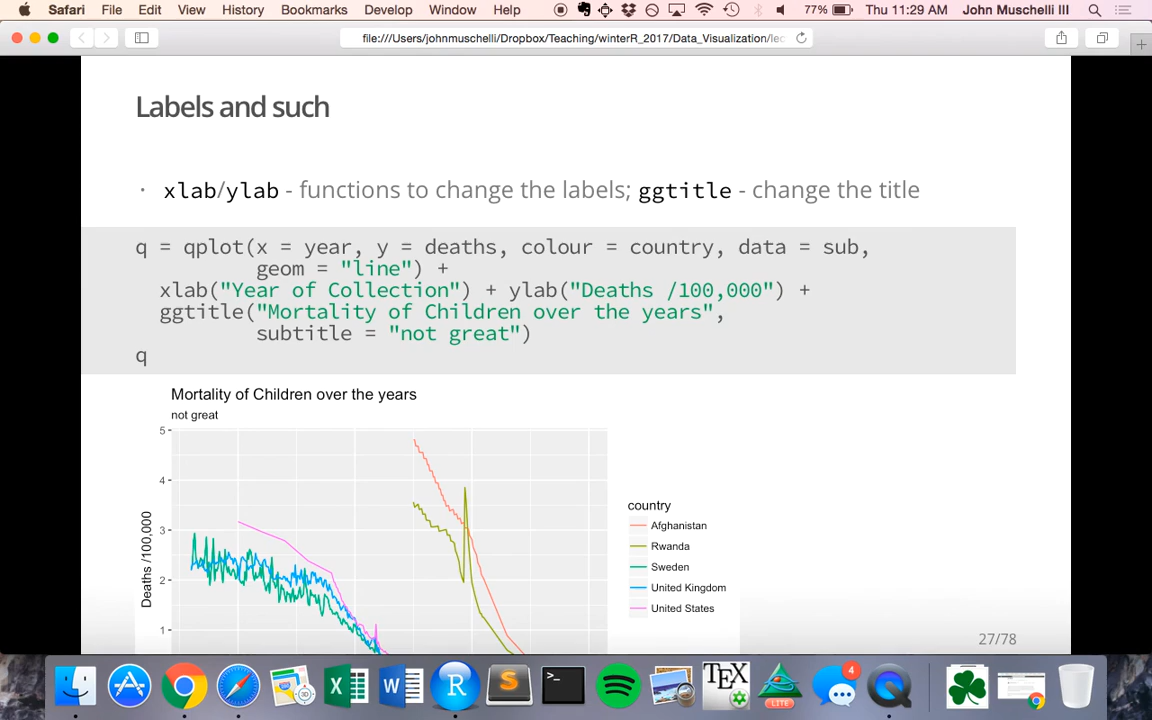 Safari File Edit View History Bookmarks Develop Window Help 77% Thu 11:29 AM John Muschelli III
file:///Users/johnmuschelli/Dropbox/Teaching/winterR_2017/Data_Visualization/lec
Labels and such
· xlab/ylab - functions to change the labels; ggtitle - change the title
q = qplot(x = year, y = deaths, colour = country, data = sub,
geom = "line") +
xlab("Year of Collection") + ylab("Deaths /100,000") +
ggtitle("Mortality of Children over the years",
subtitle = "not great")
q
Mortality of Children over the years
not great
5
4
3
2
1
Deaths /100,000
country
Afghanistan
Rwanda
Sweden
United Kingdom
United States
27/78
X W R S >_ TEX LITE 4